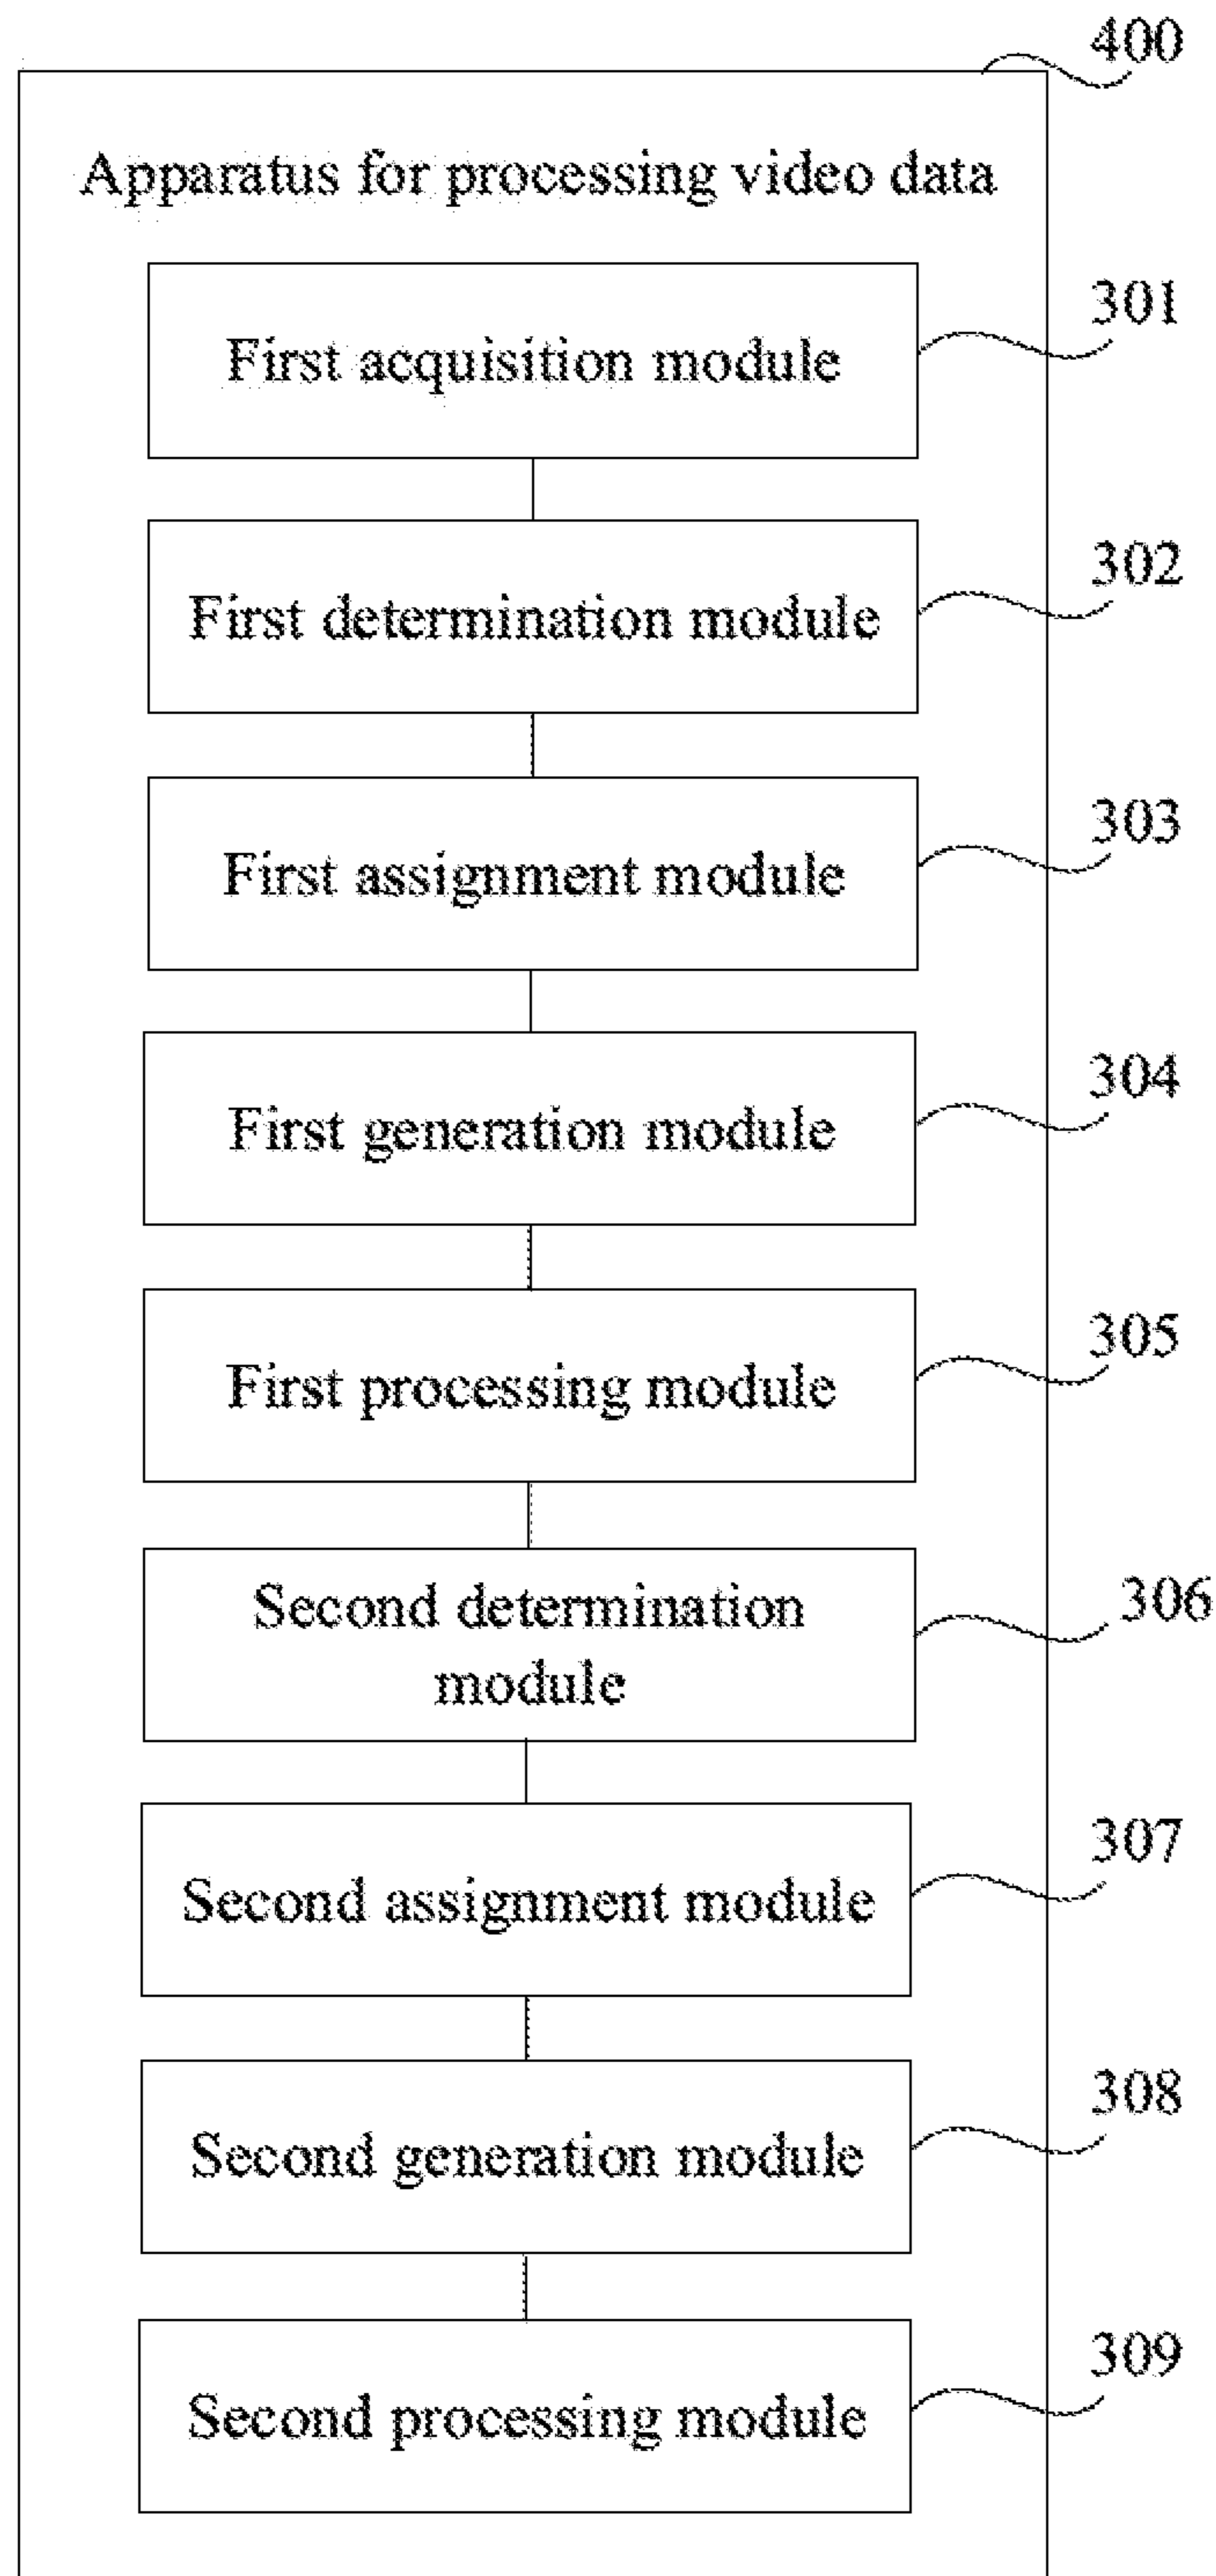 400
Apparatus for processing video data
301
First acquisition module
302
First determination module
303
First assignment module
304
First generation module
305
First processing module
306
Second determination
module
307
Second assignment module
308
Second generation module
309
Second processing module